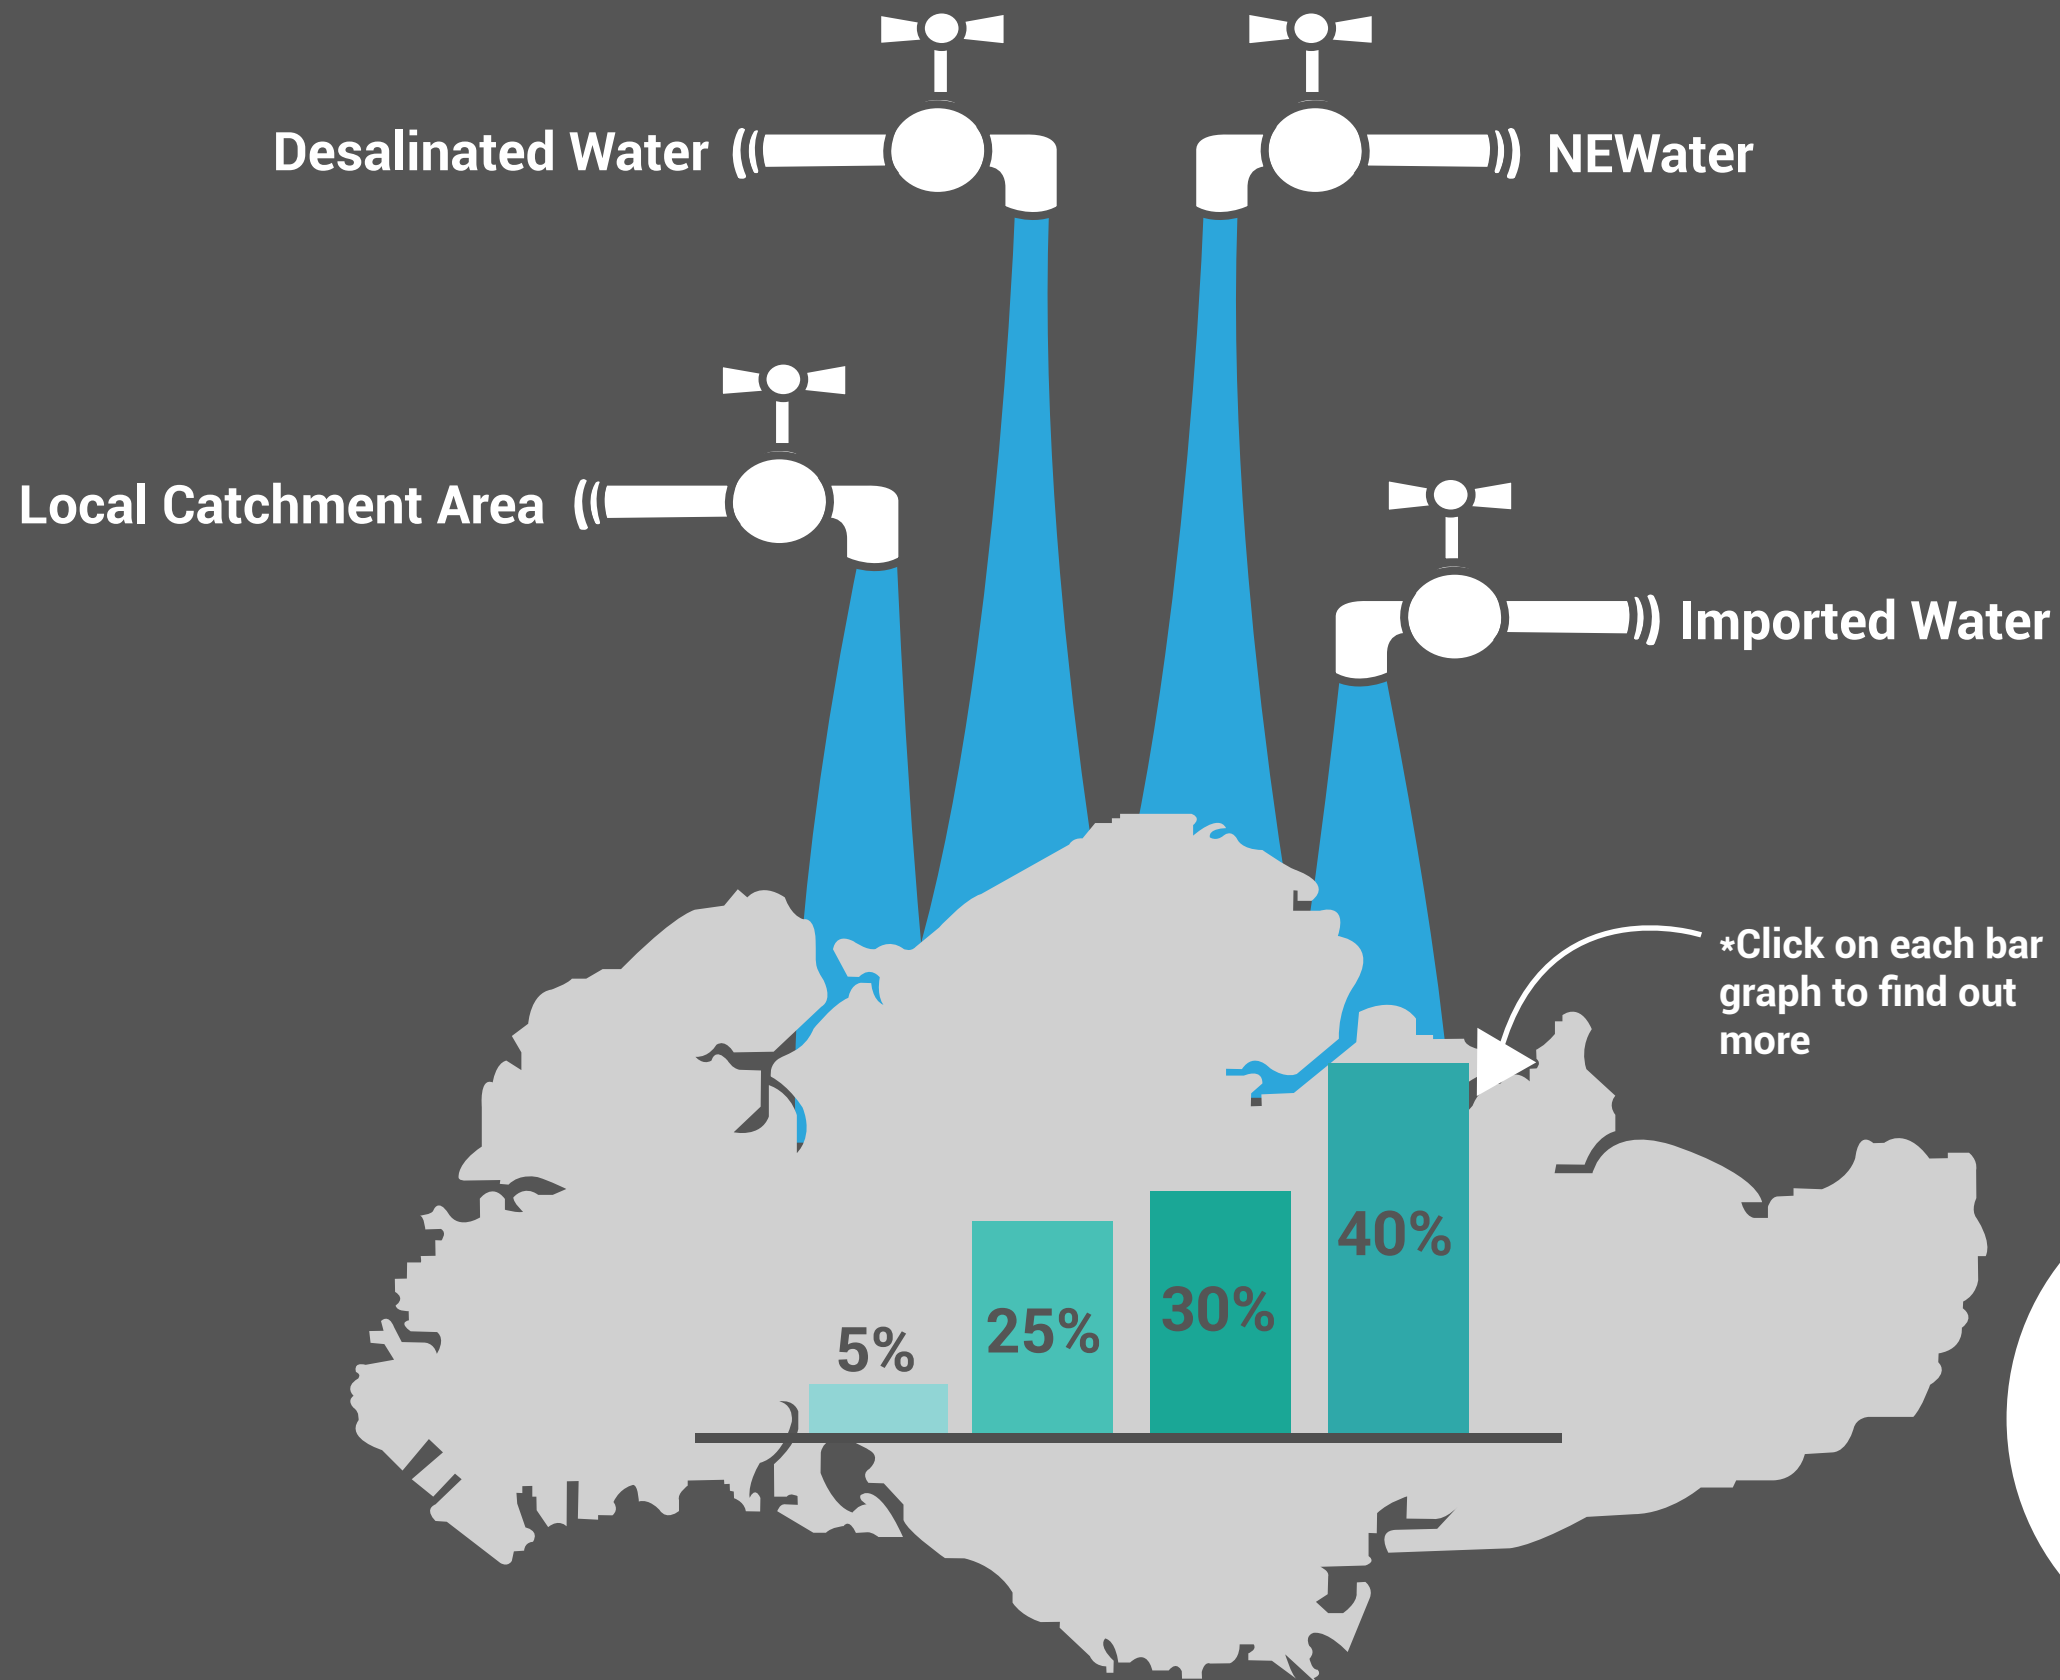 Desalinated Water
NEWater
Local Catchment Area
Imported Water
*Click on each bar
graph to find out
more
5%
25%
30%
40%